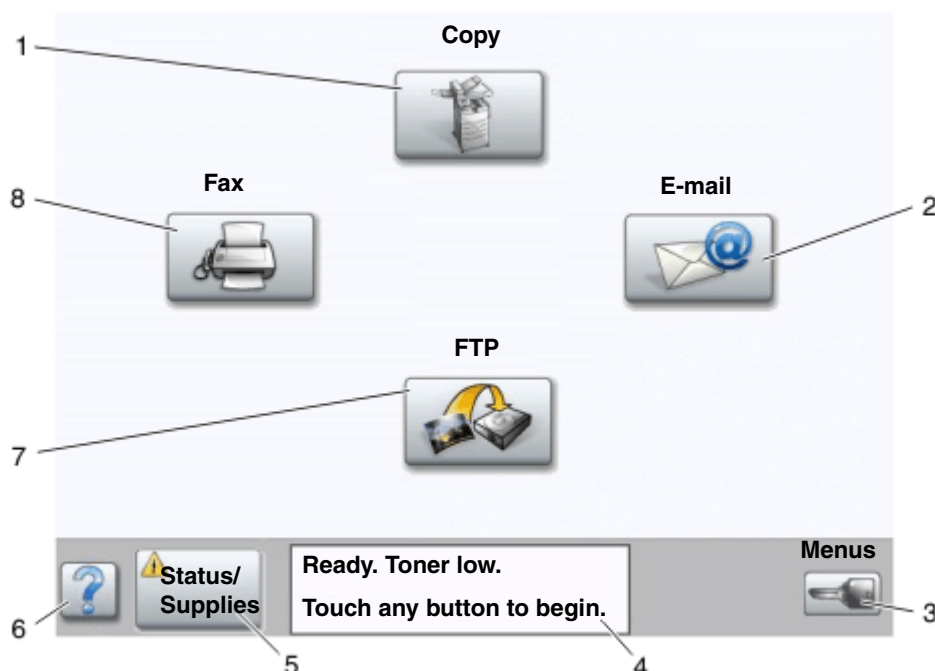 Copy
1
Fax
E-mail
8
2
FTP
7
Menus
Status/
Supplies
Ready. Toner low.
Touch any button to begin.
6
5
4
3